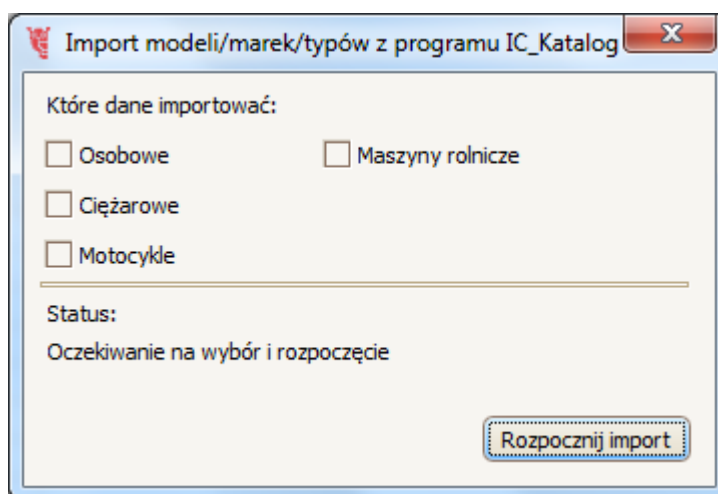 Import modeli/marek/typów z programu IC_Katalog
Które dane importować:
Osobowe Maszyny rolnicze
Ciężarowe
Motocykle
Status:
Oczekiwanie na wybór i rozpoczęcie
Rozpocznij import